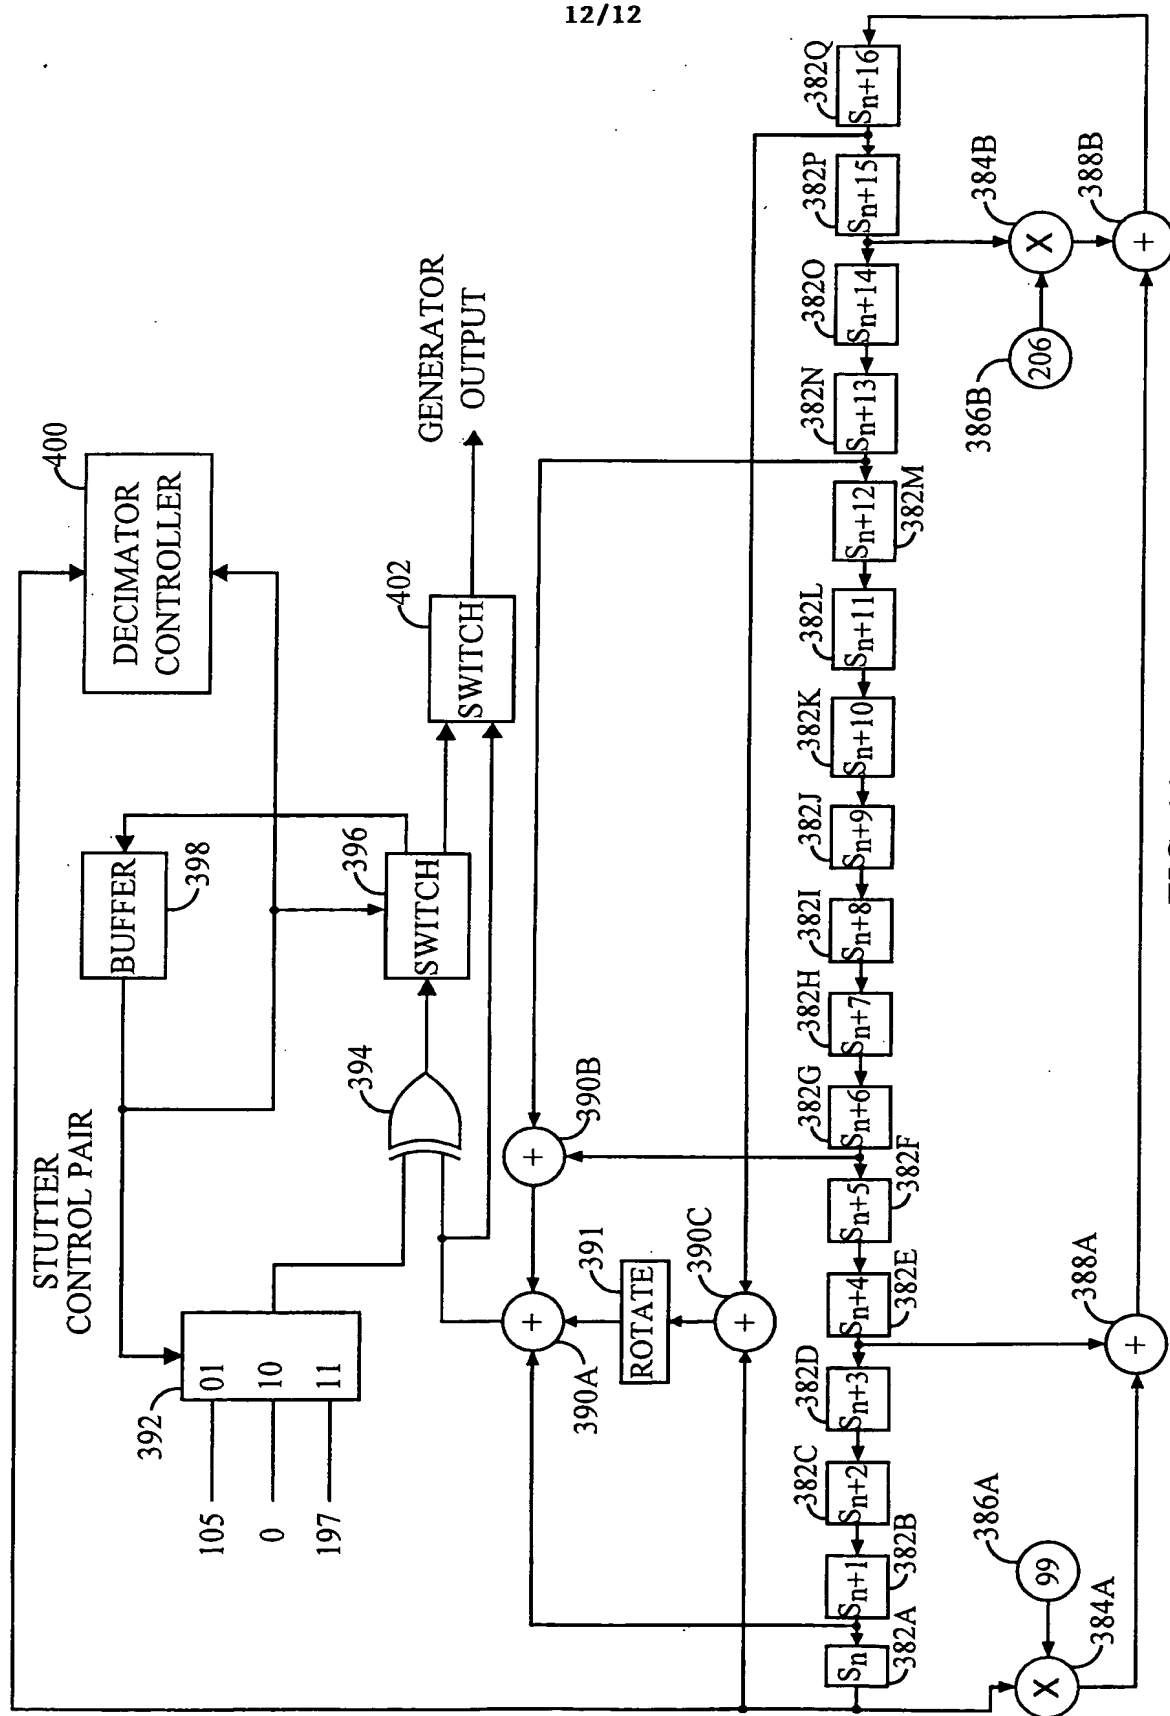 12/12
STUTTER
CONTROL PAIR
BUFFER
398
DECIMATOR
CONTROLLER
400
392
01
10
11
105
0
197
394
SWITCH
396
SWITCH
402
GENERATOR
OUTPUT
+
390A
+
390B
ROTATE
391
+
390C
Sn
382A
Sn+1
382B
Sn+2
382C
Sn+3
382D
Sn+4
382E
Sn+5
382F
Sn+6
382G
Sn+7
382H
Sn+8
382I
Sn+9
382J
Sn+10
382K
Sn+11
382L
Sn+12
382M
Sn+13
382N
Sn+14
382O
Sn+15
382P
Sn+16
382Q
99
386A
X
384A
+
388A
206
386B
X
384B
+
388B